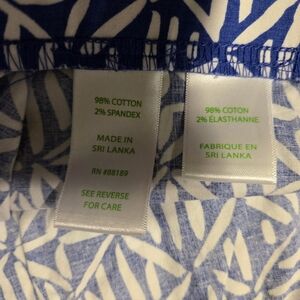 98% COTTON
2% SPANDEX
MADE IN
SRI LANKA
RN #88189
SEE REVERSE
FOR CARE
98% COTON
2% ÉLASTHANNE
FABRIQUE EN
SRI LANKA